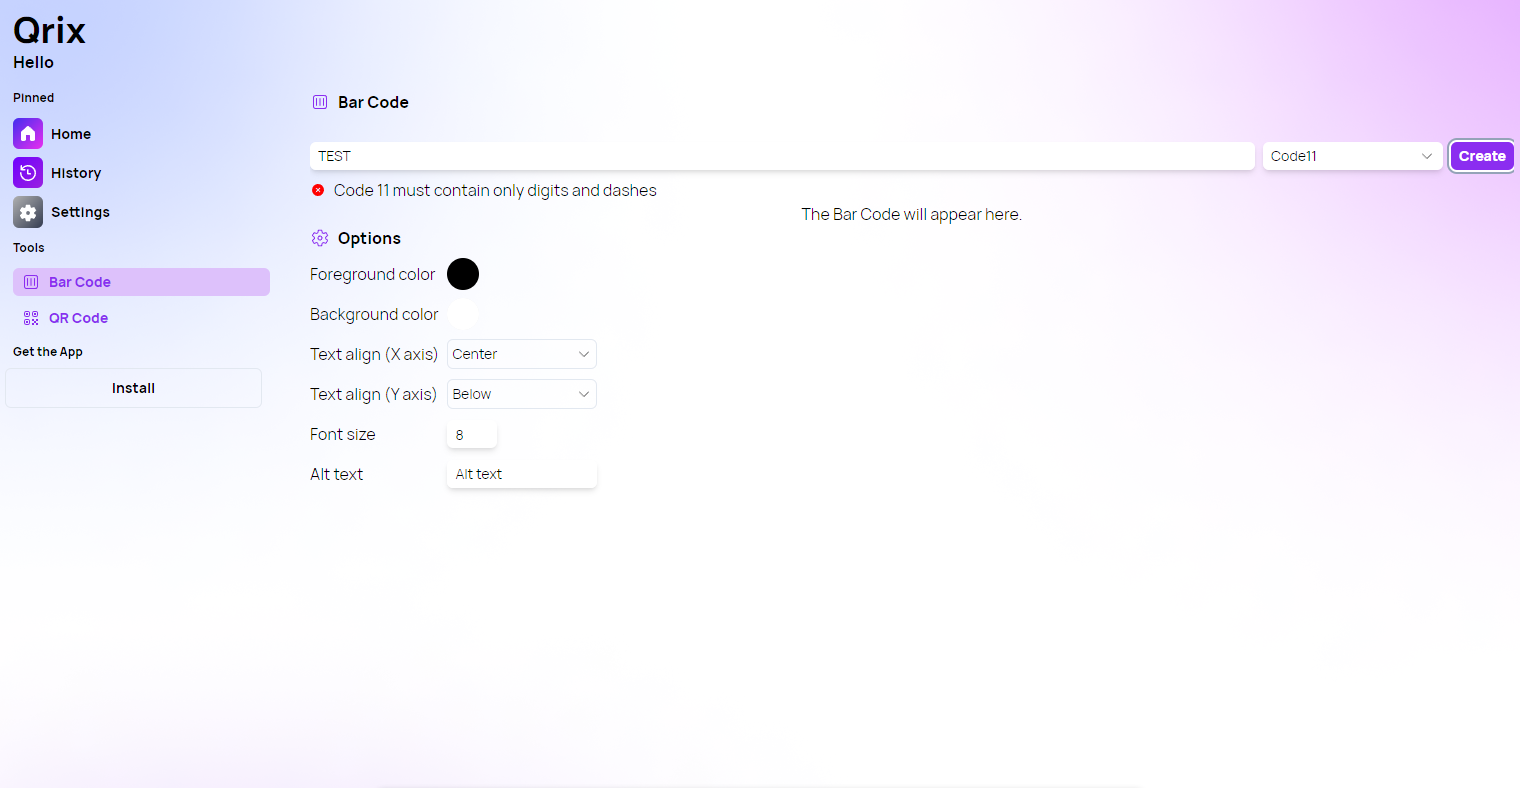 Qrix
Hello
Pinned
Home
History
Settings
Tools
Bar Code
QR Code
Get the App
Install
Bar Code
TEST Code11 Create
Code 11 must contain only digits and dashes
The Bar Code will appear here.
Options
Foreground color
Background color
Text align (X axis) Center
Text align (Y axis) Below
Font size 8
Alt text Alt text